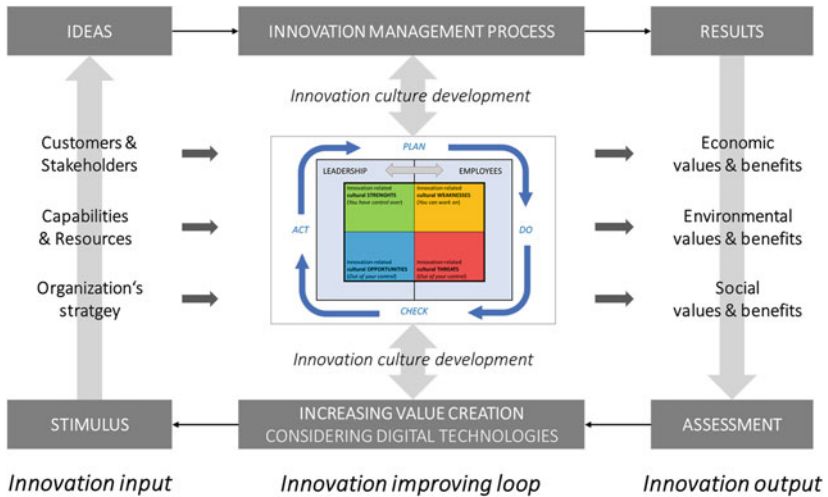 IDEAS
INNOVATION MANAGEMENT PROCESS
RESULTS
Innovation culture development
Customers &
Stakeholders
Capabilities
& Resources
Organization's
stratgey
PLAN
LEADERSHIP
EMPLOYEES
Innovation-related
cultural STRENGHTS
(You have control over)
Innovation-related
cultural WEAKNESSES
(You can work on)
ACT
DO
Innovation-related
cultural OPPORTUNITIES
(Out of your control)
Innovation-related
cultural THREATS
(Out of your control)
CHECK
Economic
values & benefits
Environmental
values & benefits
Social
values & benefits
Innovation culture development
STIMULUS
INCREASING VALUE CREATION
CONSIDERING DIGITAL TECHNOLOGIES
ASSESSMENT
Innovation input
Innovation improving loop
Innovation output